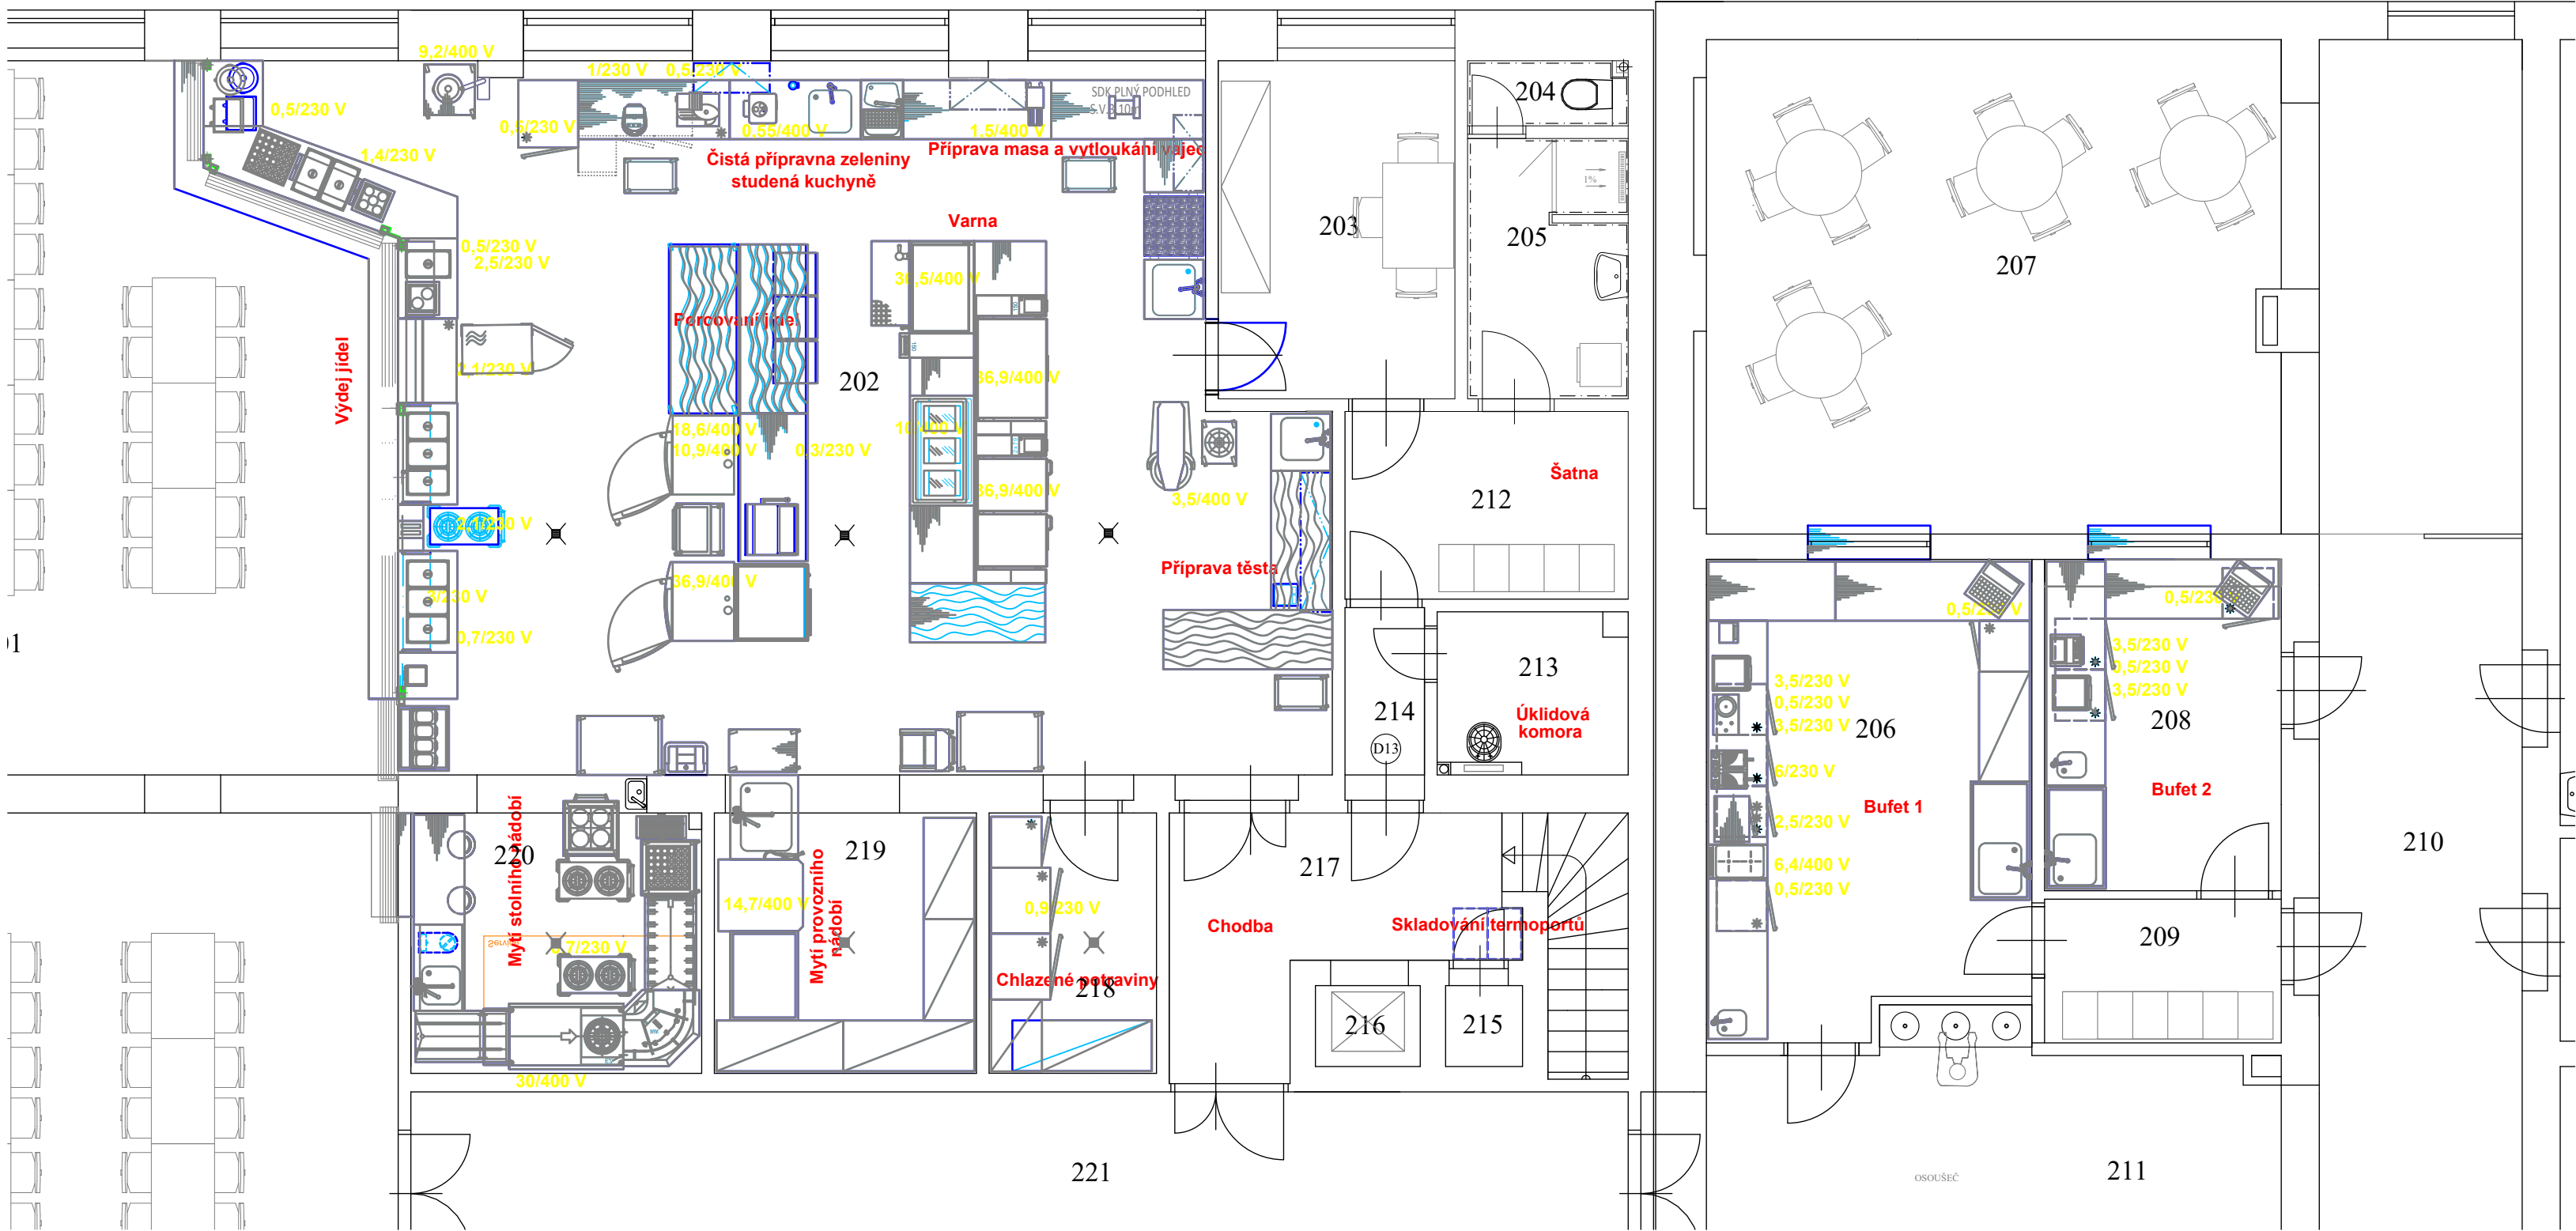 9,2/400 V
1/230 V
0,5/230 V
0,5/230 V
SDK PLNÝ PODHLED
204
0,5/230 V
0,55/400 V
1,5/400 V
1,4/230 V
Čistá přípravna zeleniny
studená kuchyně
Příprava masa a vytloukání vajec
1%
Varna
203
205
207
0,5/230 V
2,5/230 V
Porcovaní jídel
Výdej jídel
2,1/230 V
202
36,9/400 V
18,6/400 V
10,9/400 V
0,3/230 V
36,9/400 V
3,5/400 V
Šatna
212
2,1/230 V
Příprava těsta
36,9/400 V
3/230 V
0,7/230 V
0,5/230 V
0,5/230 V
213
214
D13
Úklidová
komora
3,5/230 V
0,5/230 V
3,5/230 V
206
6/230 V
Bufet 1
2,5/230 V
6,4/400 V
0,5/230 V
3,5/230 V
0,5/230 V
3,5/230 V
208
Bufet 2
210
220
Mytí stolního nádobí
219
14,7/400 V
Mytí provozního
nádobí
217
0,9/230 V
Chodba
Skladování termoportů
209
Chlazené potraviny
218
216
215
30/400 V
221
OSOUŠEČ
211